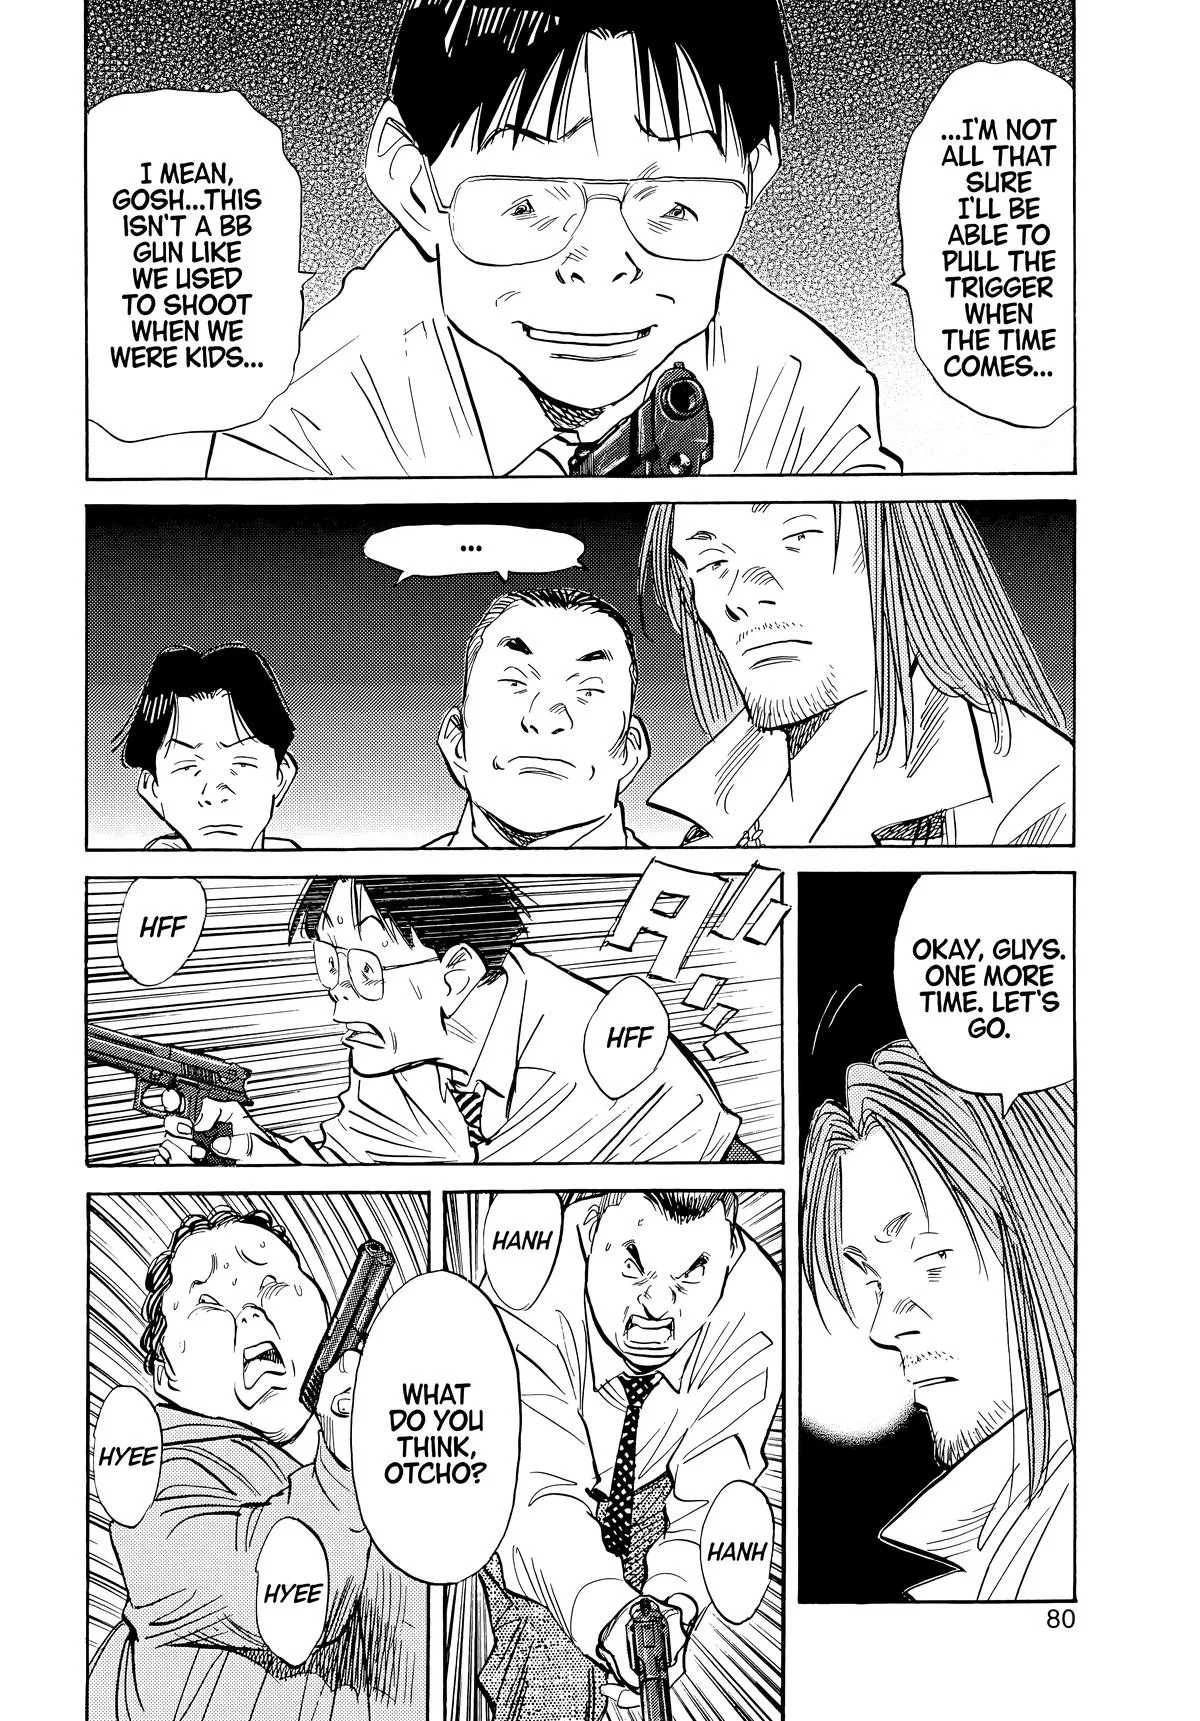 ...I'M NOT
ALL THAT
SURE
I'LL BE
ABLE TO
PULL THE
TRIGGER
WHEN
THE TIME
COMES...
I MEAN,
GOSH...THIS
ISN'T A BB
GUN LIKE
WE USED
TO SHOOT
WHEN WE
WERE KIDS...
...
OKAY, GUYS.
ONE MORE
TIME. LET'S
GO.
HFF
HFF
HANH
HANH
WHAT
DO YOU
THINK,
OTCHO?
HYEE
HYEE
80